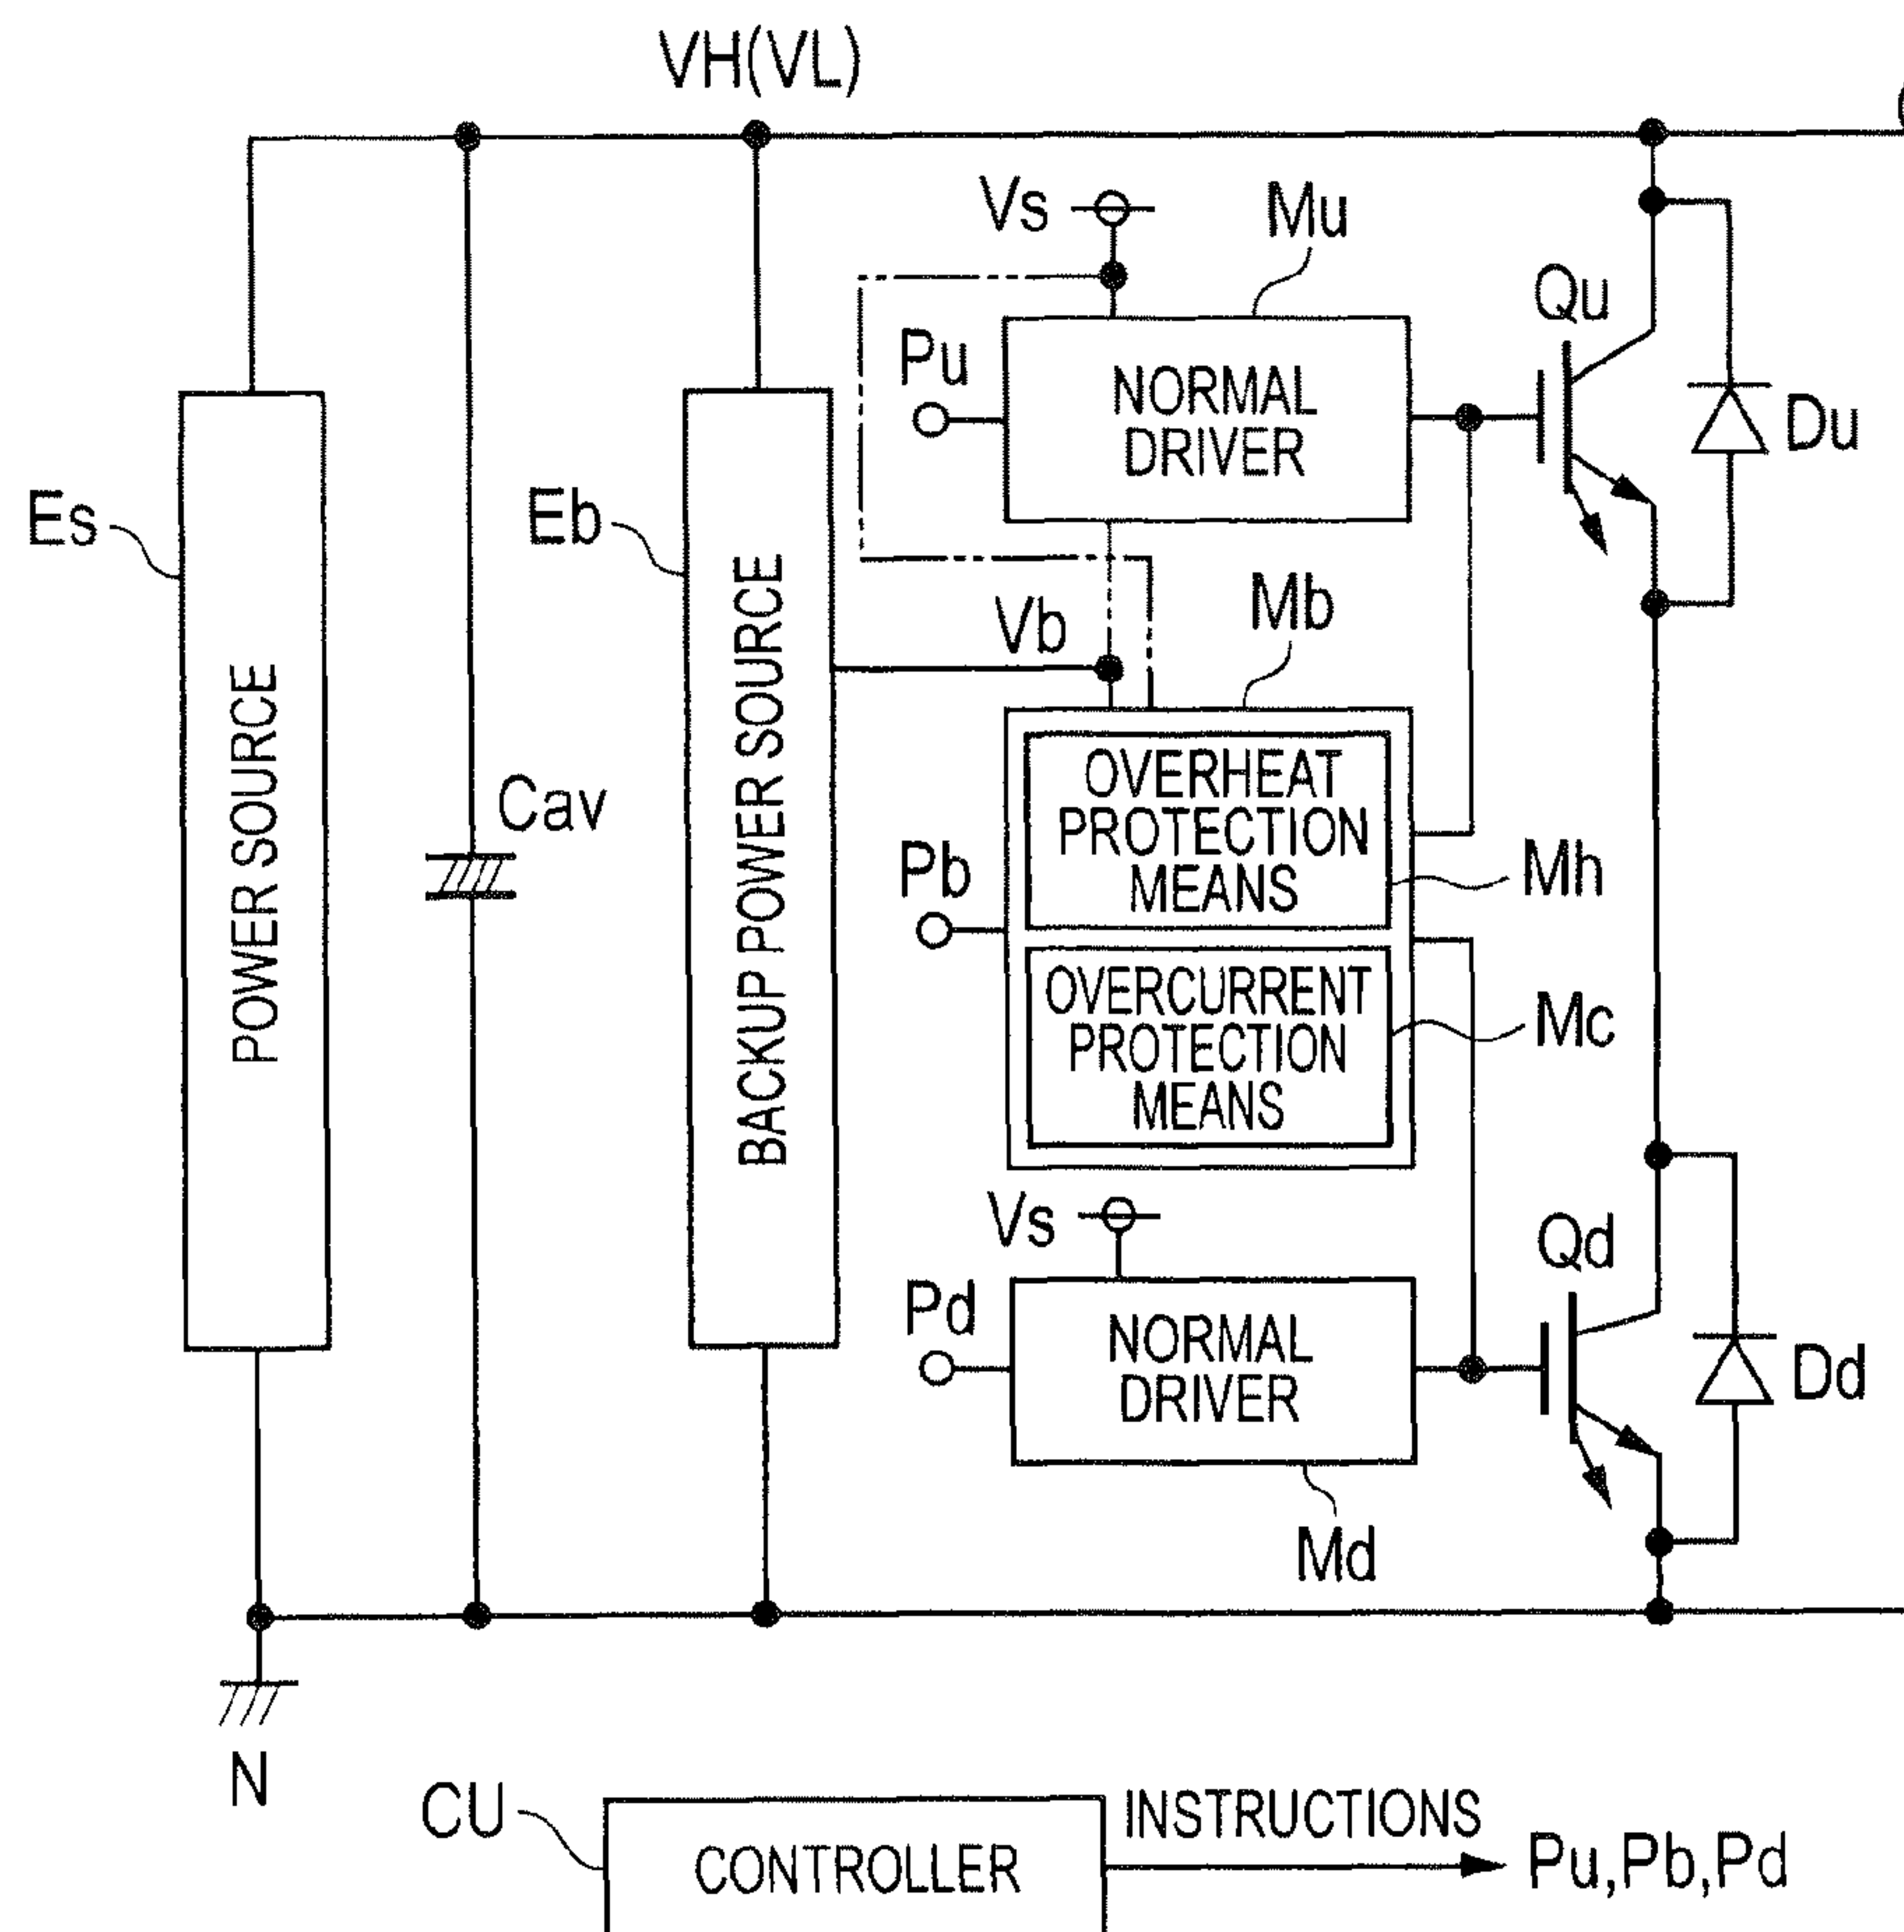 VH(VL)
Vs
Mu
Qu
Pu
NORMAL
DRIVER
Du
Es
Eb
Vb
Mb
POWER SOURCE
Cav
BACKUP POWER SOURCE
OVERHEAT
PROTECTION
MEANS
Mh
Pb
OVERCURRENT
PROTECTION
MEANS
Mc
Vs
Qd
Pd
NORMAL
DRIVER
Dd
Md
N
CU
CONTROLLER
INSTRUCTIONS
Pu,Pb,Pd